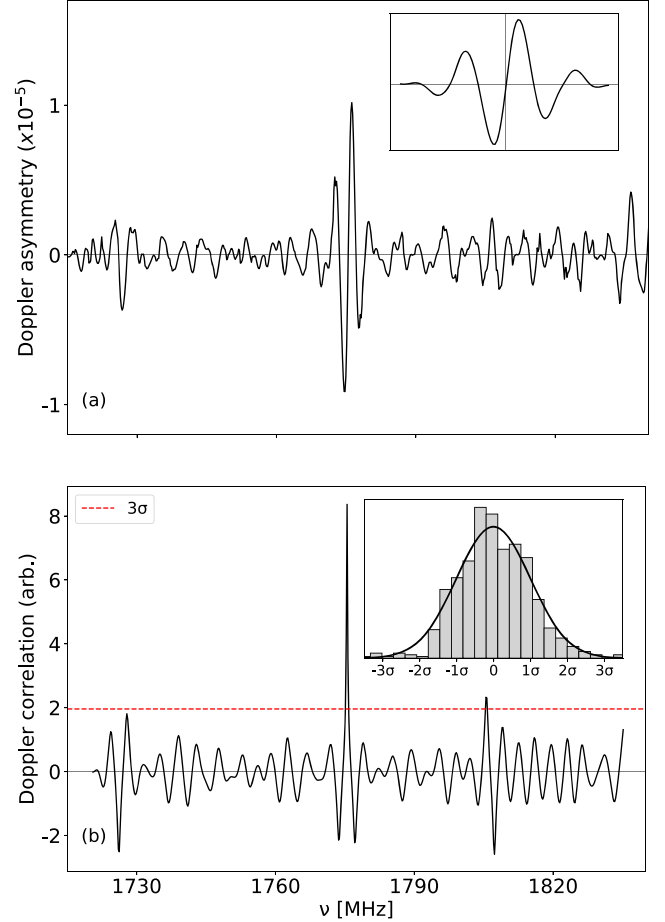 Doppler asymmetry (x10⁻⁵)
1
0
-1
(a)
Doppler correlation (arb.)
8
6
4
2
0
-2
3σ
-3σ -2σ -1σ 0 1σ 2σ 3σ
(b)
1730 1760 1790 1820
ν [MHz]